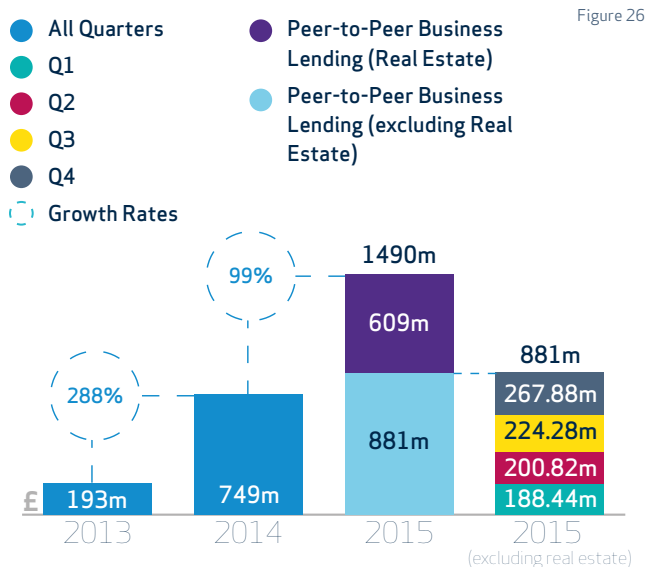 Figure 26
All Quarters
Q1
Q2
Q3
Q4
Growth Rates
Peer-to-Peer Business
Lending (Real Estate)
Peer-to-Peer Business
Lending (excluding Real
Estate)
1490m
99%
609m
881m
288%
881m
267.88m
224.28m
200.82m
188.44m
749m
193m
£
2013
2014
2015
2015
(excluding real estate)